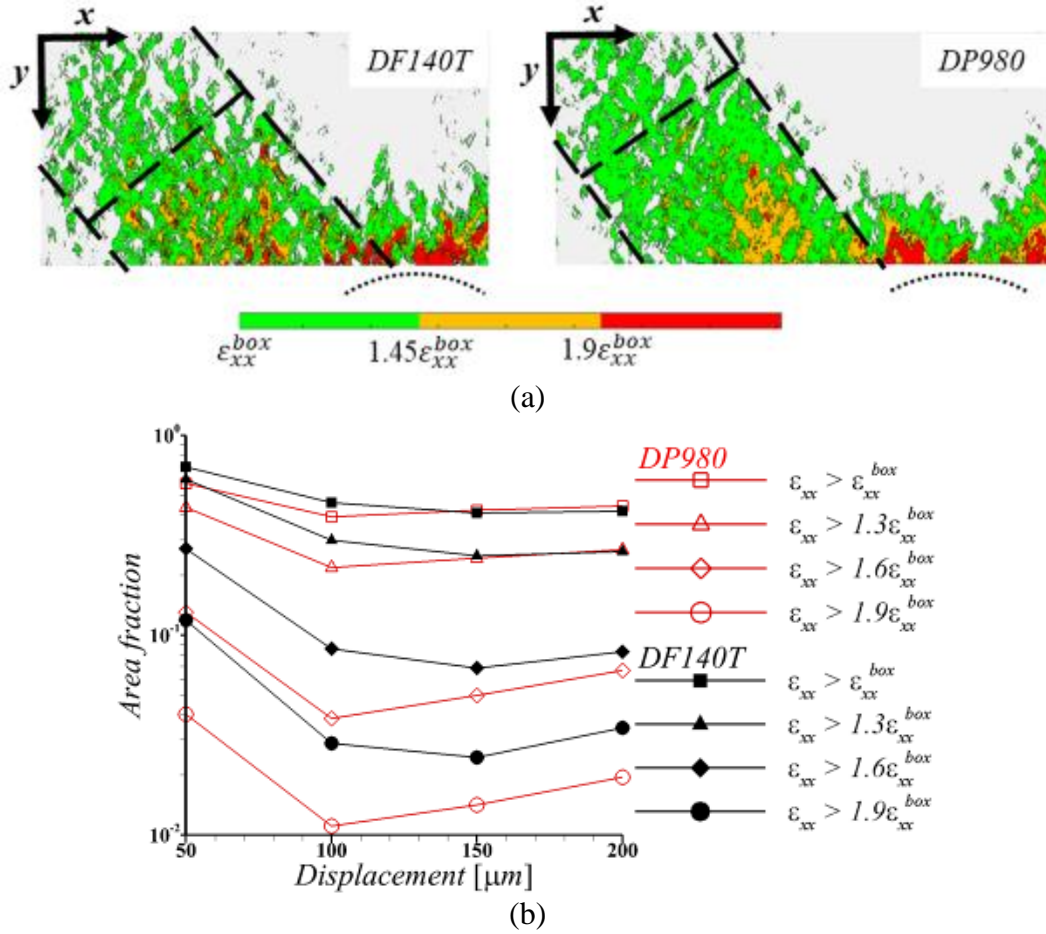 x
y
DF140T
x
y
DP980
ε_xx^box 1.45ε_xx^box 1.9ε_xx^box
(a)
10^0
10^-1
10^-2
Area fraction
50 100 150 200
Displacement [μm]
DP980
ε_xx > ε_xx^box
ε_xx > 1.3ε_xx^box
ε_xx > 1.6ε_xx^box
ε_xx > 1.9ε_xx^box
DF140T
ε_xx > ε_xx^box
ε_xx > 1.3ε_xx^box
ε_xx > 1.6ε_xx^box
ε_xx > 1.9ε_xx^box
(b)